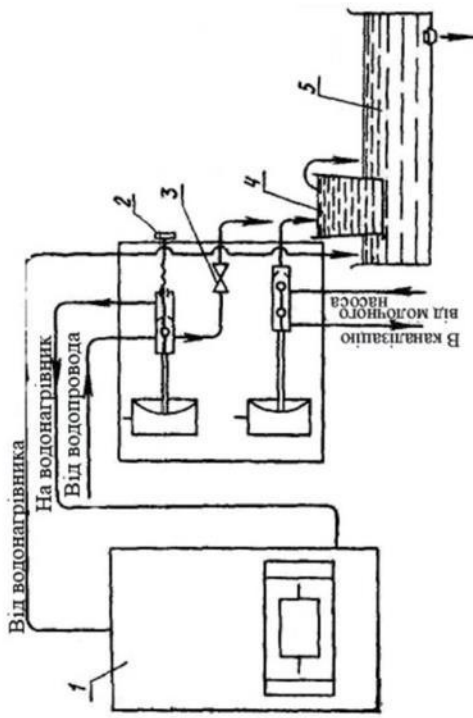 Від водонагрівника
На водонагрівник
Від водопровода
1
2
3
4
5
від молочного
насоса
В каналізацію